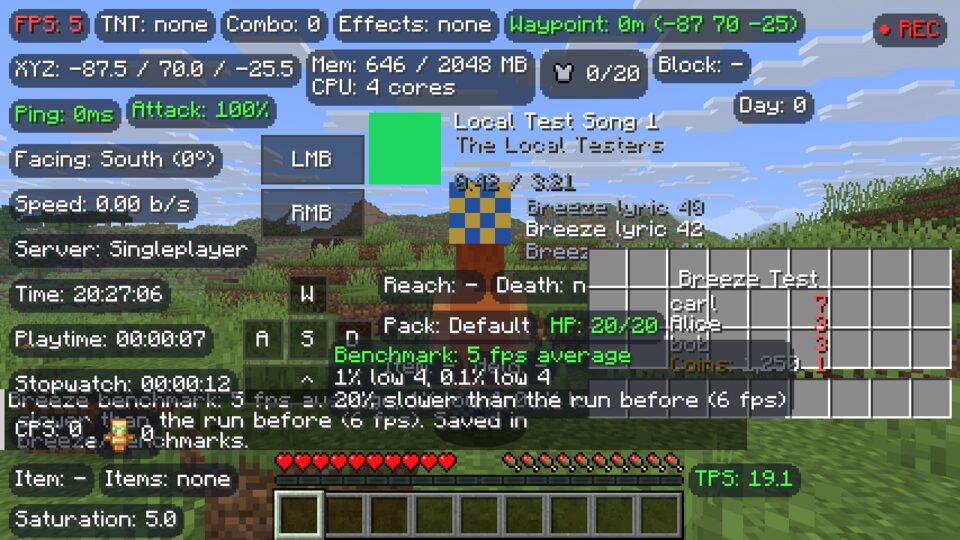 FPS: 5
TNT: none
Combo: 0
Effects: none
Waypoint: 0m (-87 70 -25)
REC
XYZ: -87.5 / 70.0 / -25.5
Mem: 646 / 2048 MB
CPU: 4 cores
0/20
Block: -
Day: 0
Ping: 0ms
Attack: 100%
Local Test Song 1
The Local Testers
0:42 / 3:21
Facing: South (0°)
LMB
RMB
Speed: 0.00 b/s
Breeze lyric 40
Breeze lyric 42
Breeze lyric
Server: Singleplayer
Time: 20:27:06
W
Reach: -
Death: n
Breeze Test
carl 7
Alice 3
bob 3
Coins: 1,250 1
Playtime: 00:00:07
A
S
D
Pack: Default
HP: 20/20
Benchmark: 5 fps average
1% low 4, 0.1% low 4
20% slower than the run before (6 fps)
Stopwatch: 00:00:12
^
Breeze benchmark: 5 fps
than the run before (6 fps). Saved in
CPS: 0
0
Item: -
Items: none
TPS: 19.1
Saturation: 5.0